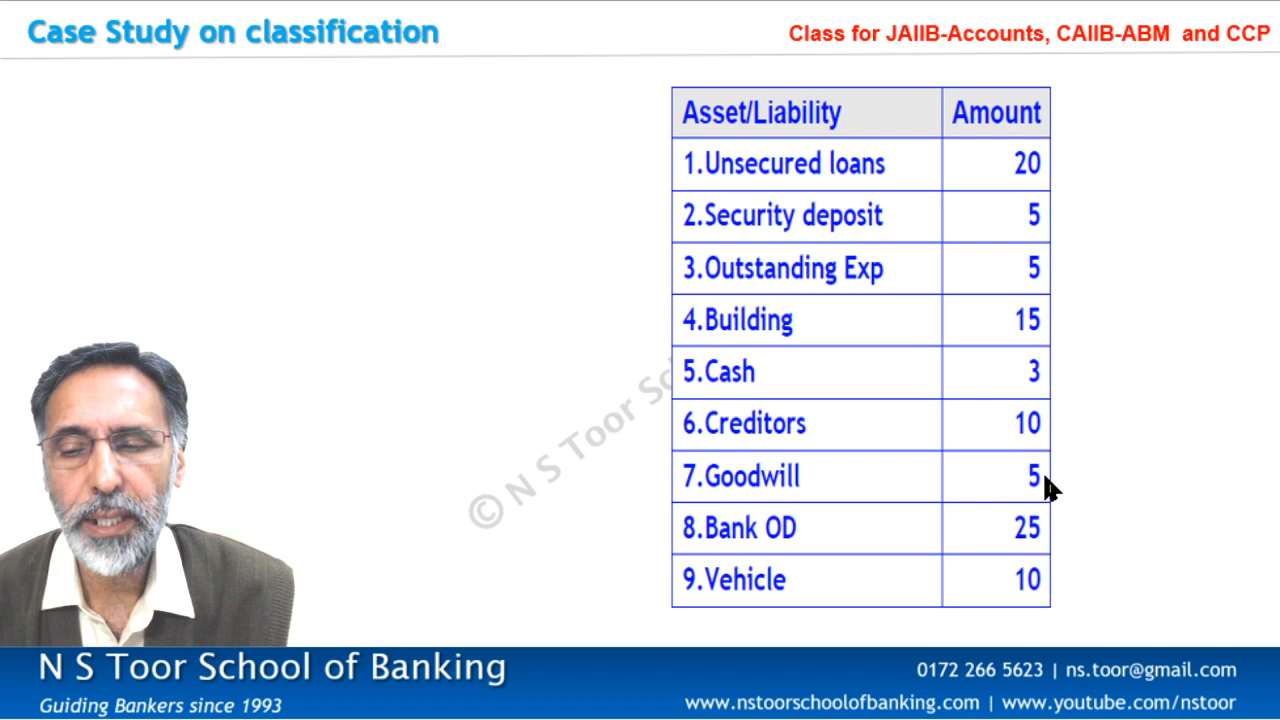 Case Study on classification
Class for JAIIB-Accounts, CAIIB-ABM and CCP
Asset/Liability Amount
1.Unsecured loans 20
2.Security deposit 5
3.Outstanding Exp 5
4.Building 15
5.Cash 3
6.Creditors 10
7.Goodwill 5
8.Bank OD 25
9.Vehicle 10
© N S Toor Sc
N S Toor School of Banking
Guiding Bankers since 1993
0172 266 5623 | ns.toor@gmail.com
www.nstoorschoolofbanking.com | www.youtube.com/nstoor